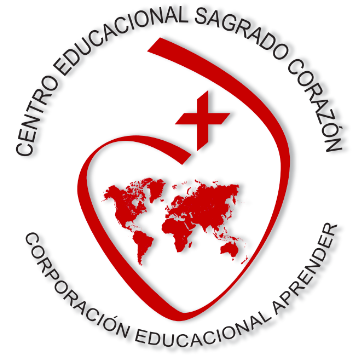 CENTRO EDUCACIONAL SAGRADO CORAZÓN
CORPORACIÓN EDUCACIONAL APRENDER